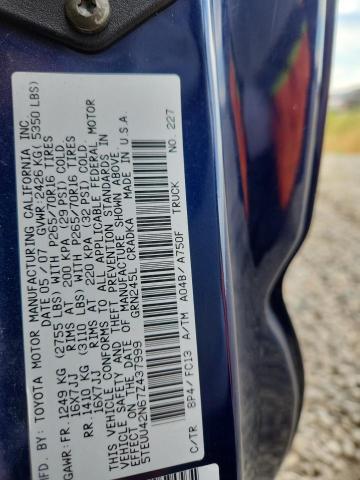 MFD. BY: TOYOTA MOTOR MANUFACTURING CALIFORNIA INC.
DATE 05/07 GVWR: 2426 KG( 5350 LBS)
GAWR:FR. 1249 KG (2755 LBS) WITH P265/70R16 TIRES
16X7JJ RIMS AT 200 KPA (29 PSI) COLD
RR. 1410 KG (3110 LBS) WITH P265/70R16 TIRES
16X7JJ RIMS AT 220 KPA (32 PSI) COLD
THIS VEHICLE CONFORMS TO ALL APPLICABLE FEDERAL MOTOR
VEHICLE SAFETY AND THEFT PREVENTION STANDARDS IN
EFFECT ON THE DATE OF MANUFACTURE SHOWN ABOVE.
5TEUU42N67Z437999 GRN245L CRADKA MADE IN U.S.A.
C/TR 8P4/FC13 A/TM A04B/A750F TRUCK NO. 227